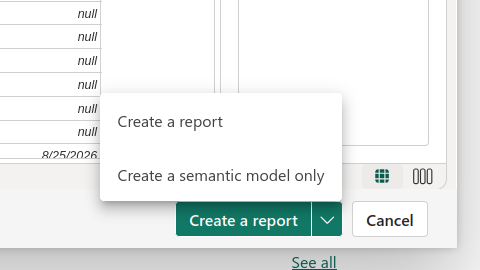 null
null
null
null
null
null
8/25/2026
Create a report
Create a semantic model only
Create a report
Cancel
See all